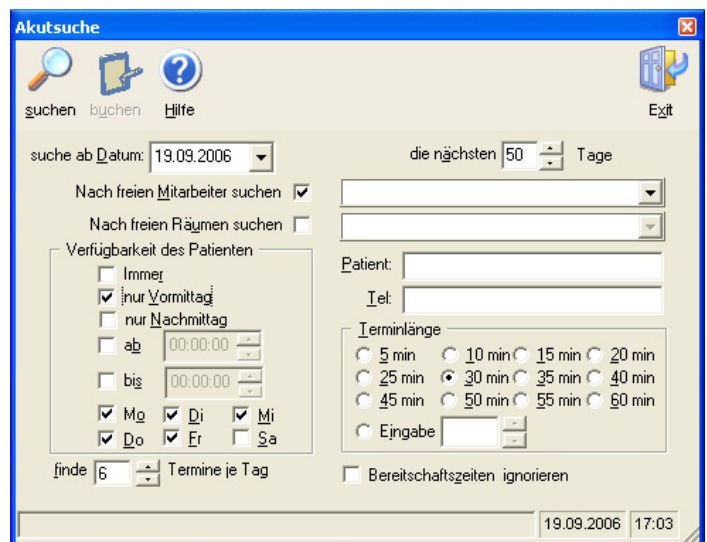 Akutsuche
suchen buchen Hilfe Exit
suche ab Datum: 19.09.2006 die nächsten 50 Tage
Nach freien Mitarbeiter suchen
Nach freien Räumen suchen
Verfügbarkeit des Patienten
Immer
nur Vormittag
nur Nachmittag
ab 00:00:00
bis 00:00:00
Mo Di Mi
Do Fr Sa
finde 6 Termine je Tag
Patient:
Tel:
Terminlänge
5 min 10 min 15 min 20 min
25 min 30 min 35 min 40 min
45 min 50 min 55 min 60 min
Eingabe
Bereitschaftszeiten ignorieren
19.09.2006 17:03